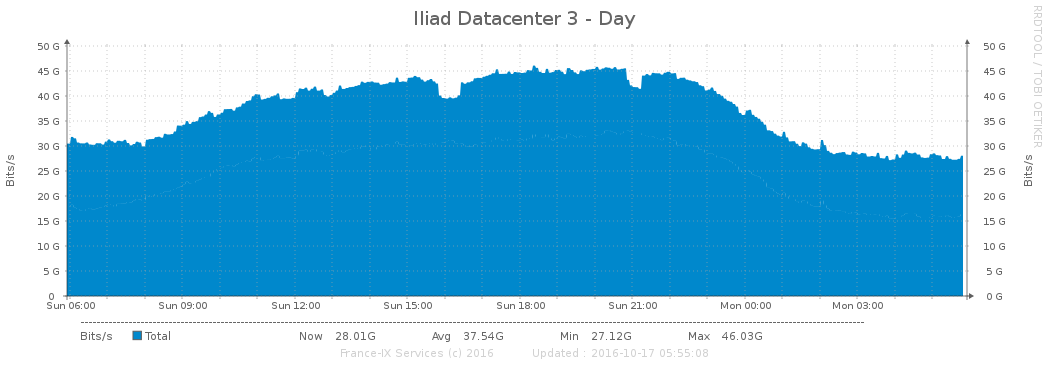 Iliad Datacenter 3 - Day
RRDTOOL / TOBI OETIKER
Bits/s
50 G
45 G
40 G
35 G
30 G
25 G
20 G
15 G
10 G
5 G
0
50 G
45 G
40 G
35 G
30 G
25 G
20 G
15 G
10 G
5 G
0 G
Bits/s
Sun 06:00 Sun 09:00 Sun 12:00 Sun 15:00 Sun 18:00 Sun 21:00 Mon 00:00 Mon 03:00
Bits/s Total Now 28.01G Avg 37.54G Min 27.12G Max 46.03G
France-IX Services (c) 2016 Updated : 2016-10-17 05:55:08